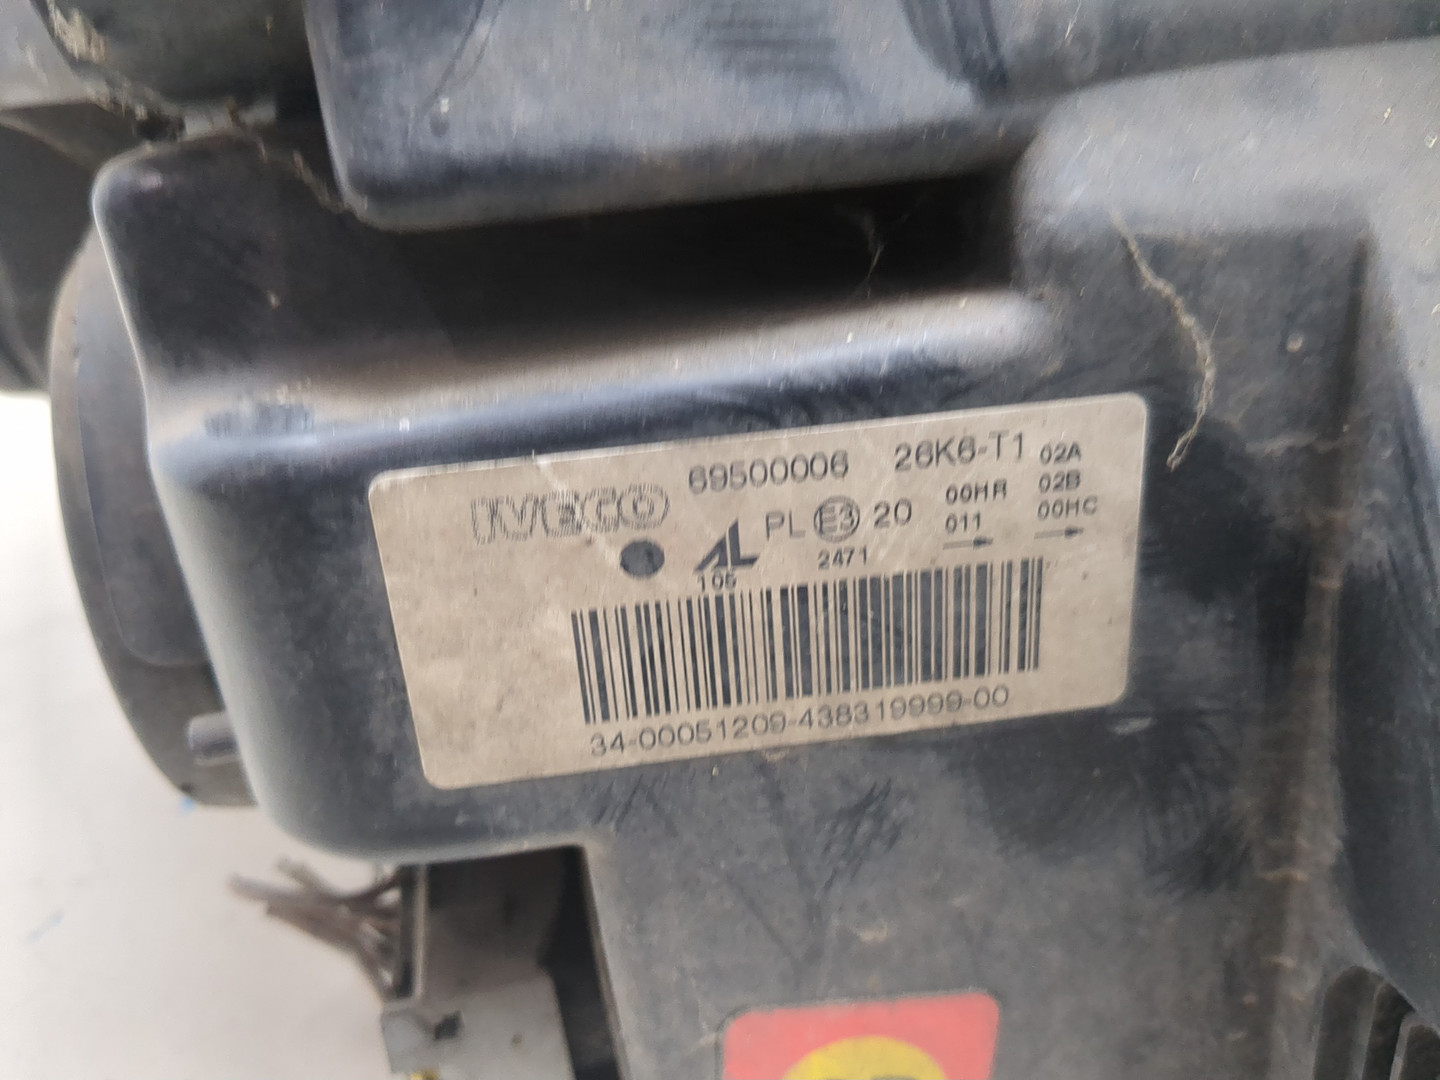 IVECO 69500006 26K6-T1 02A
AL PL E3 20 00HR 02B
011 00HC
105 2471
34-00051209-438319999-00